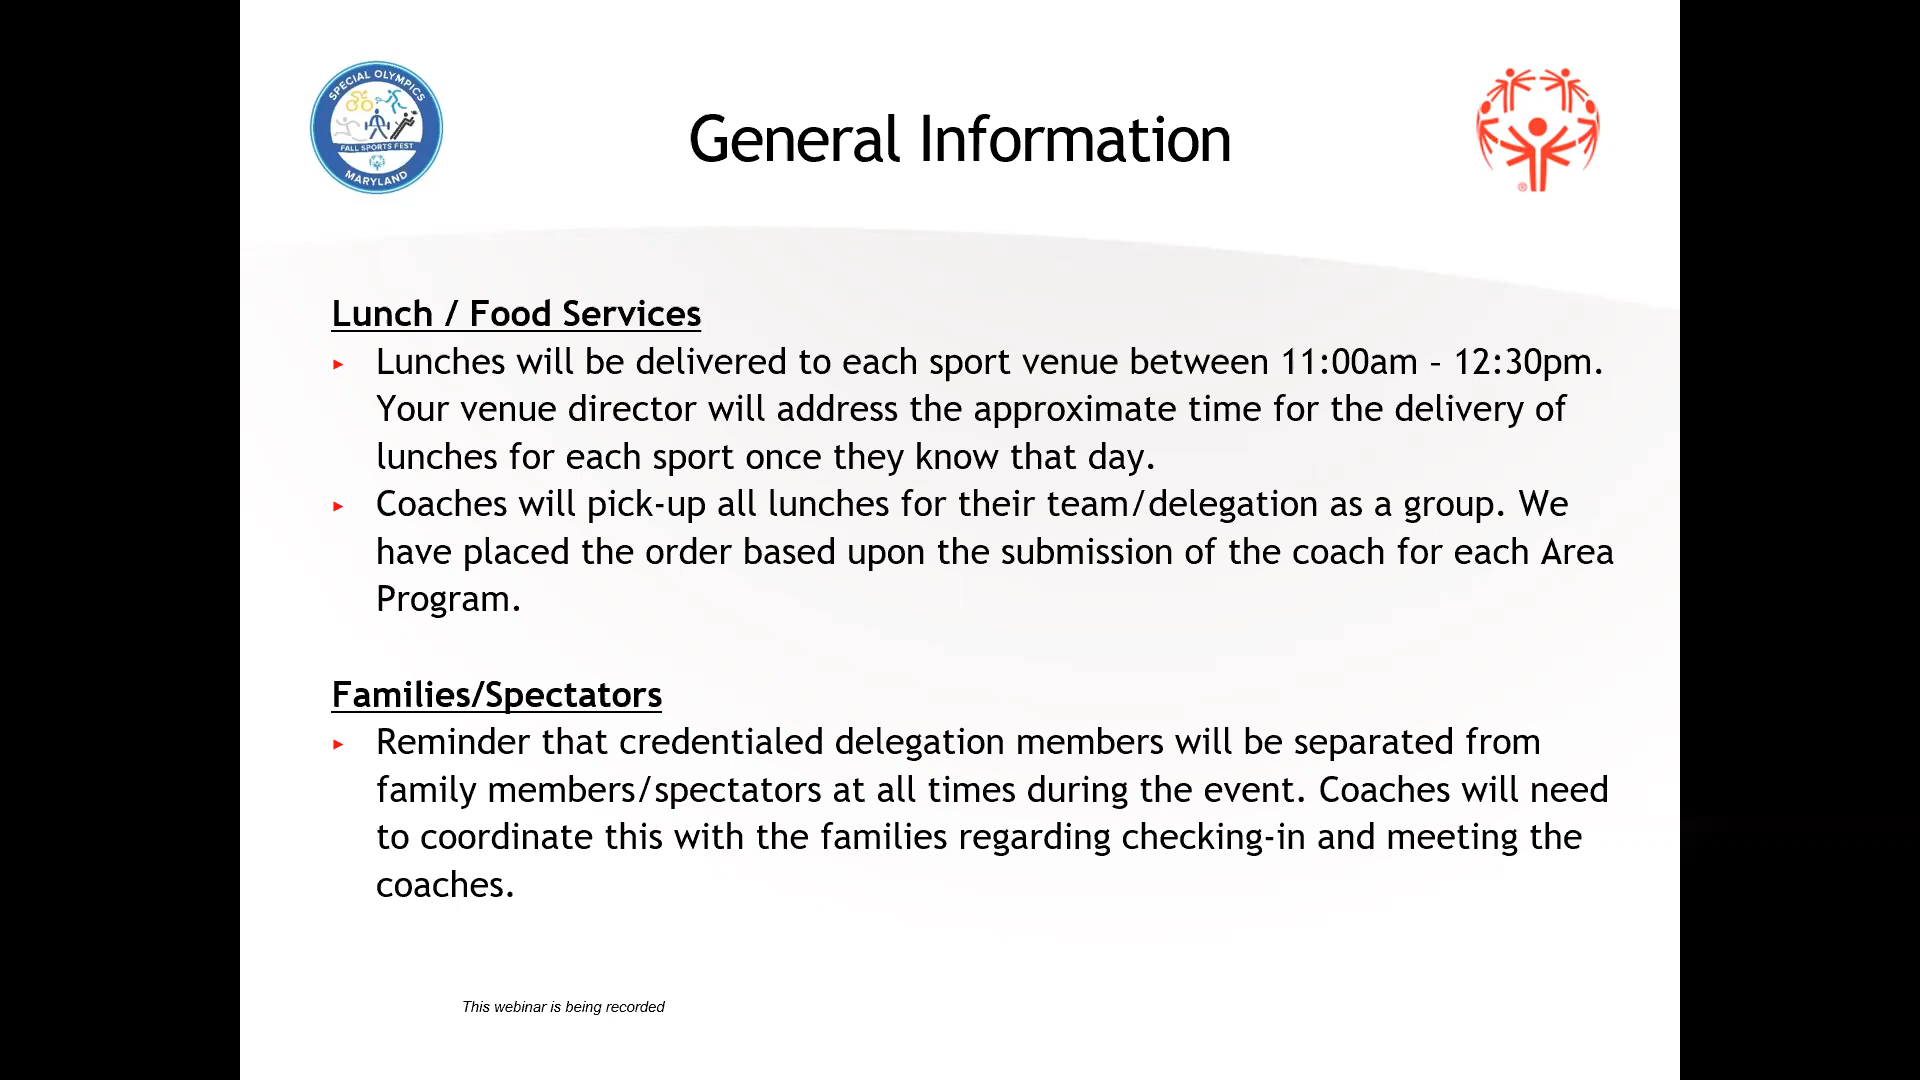 SPECIAL OLYMPICS
FALL SPORTS FEST
MARYLAND
General Information
®
Lunch / Food Services
▸ Lunches will be delivered to each sport venue between 11:00am – 12:30pm.
Your venue director will address the approximate time for the delivery of
lunches for each sport once they know that day.
▸ Coaches will pick-up all lunches for their team/delegation as a group. We
have placed the order based upon the submission of the coach for each Area
Program.
Families/Spectators
▸ Reminder that credentialed delegation members will be separated from
family members/spectators at all times during the event. Coaches will need
to coordinate this with the families regarding checking-in and meeting the
coaches.
This webinar is being recorded